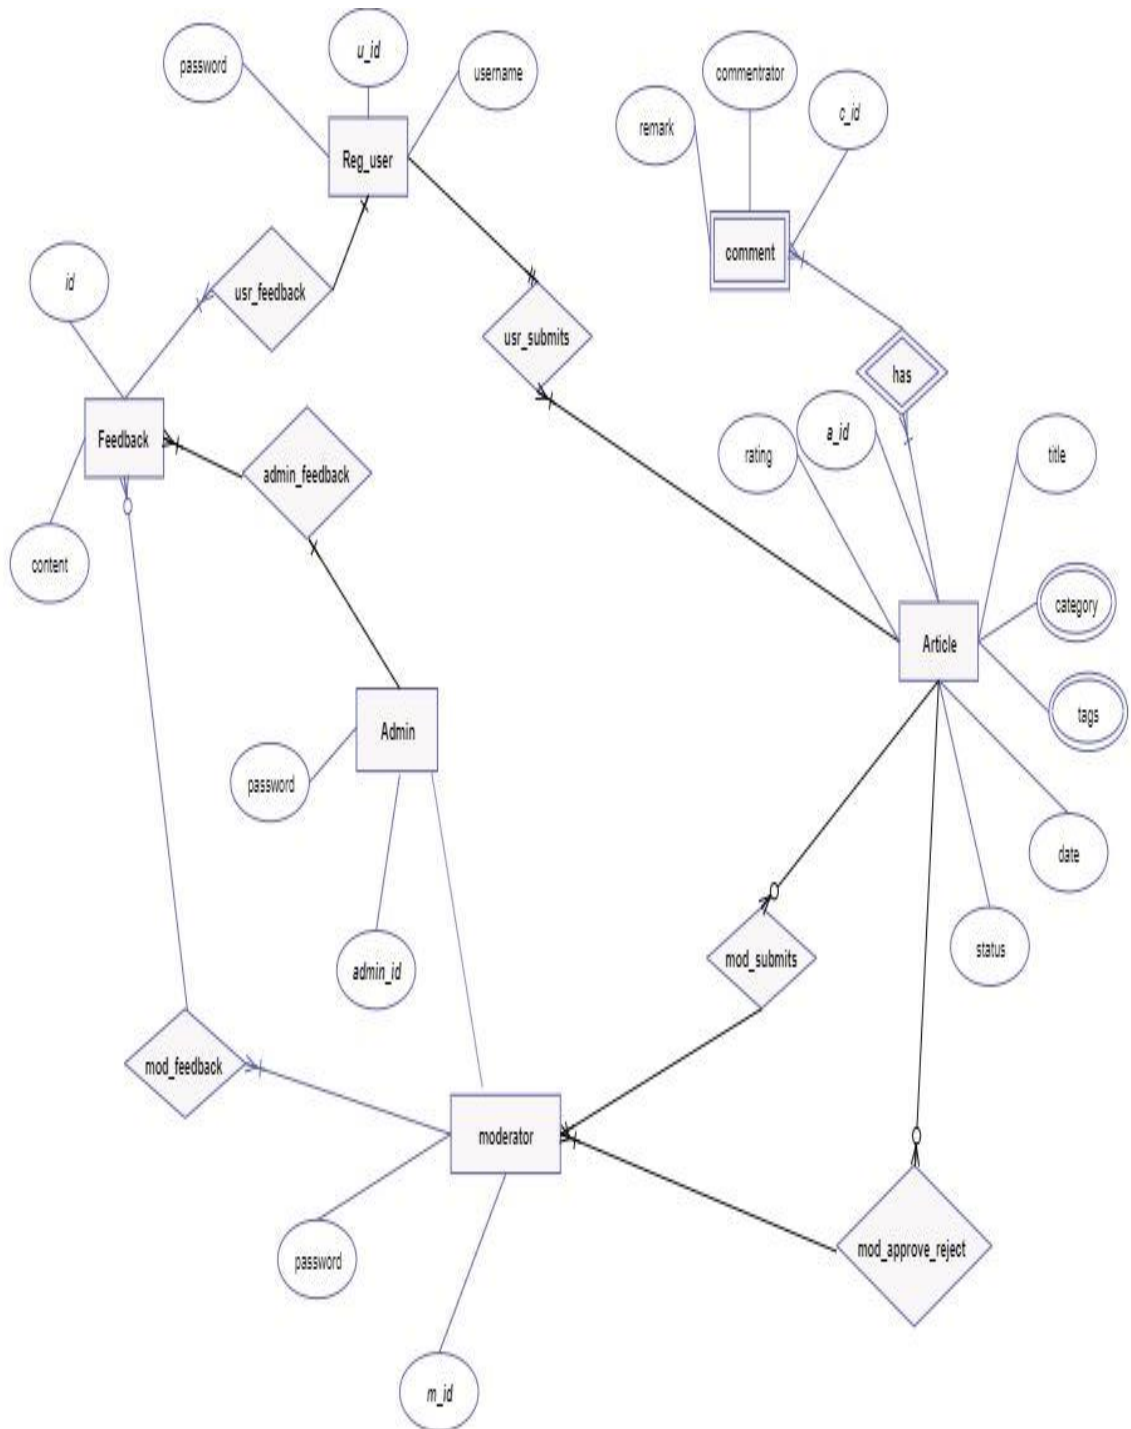 u_id
password
username
commentrator
c_id
remark
Reg_user
comment
id
usr_feedback
usr_submits
has
Feedback
admin_feedback
rating
a_id
title
content
category
Article
tags
Admin
password
date
status
admin_id
mod_submits
mod_feedback
moderator
password
mod_approve_reject
m_id